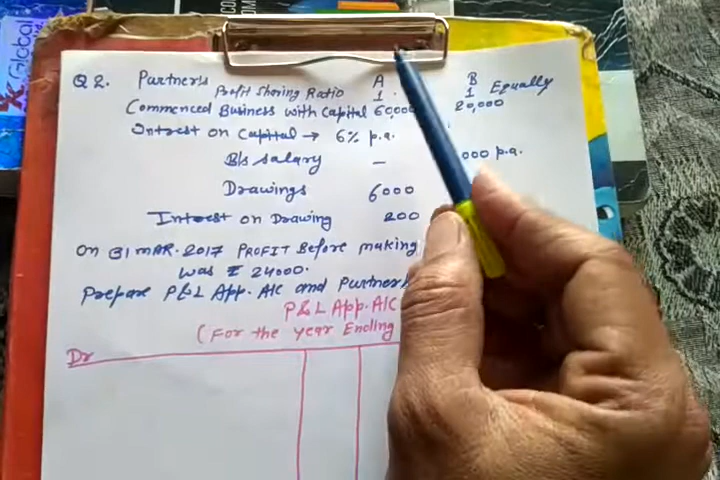 Global
Q2. Partners A B
Profit Sharing Ratio 1 1 Equally
Commenced Business with Capital 60,000 20,000
Interest on Capital → 6% p.a.
B's salary — 000 p.a.
Drawings 6000
Interest on Drawing 200
On 31 MAR. 2017 PROFIT Before making
was ₹ 24000.
Prepare P&L App. A/C and Partner
P&L App. A/C
(For the year Ending
Dr